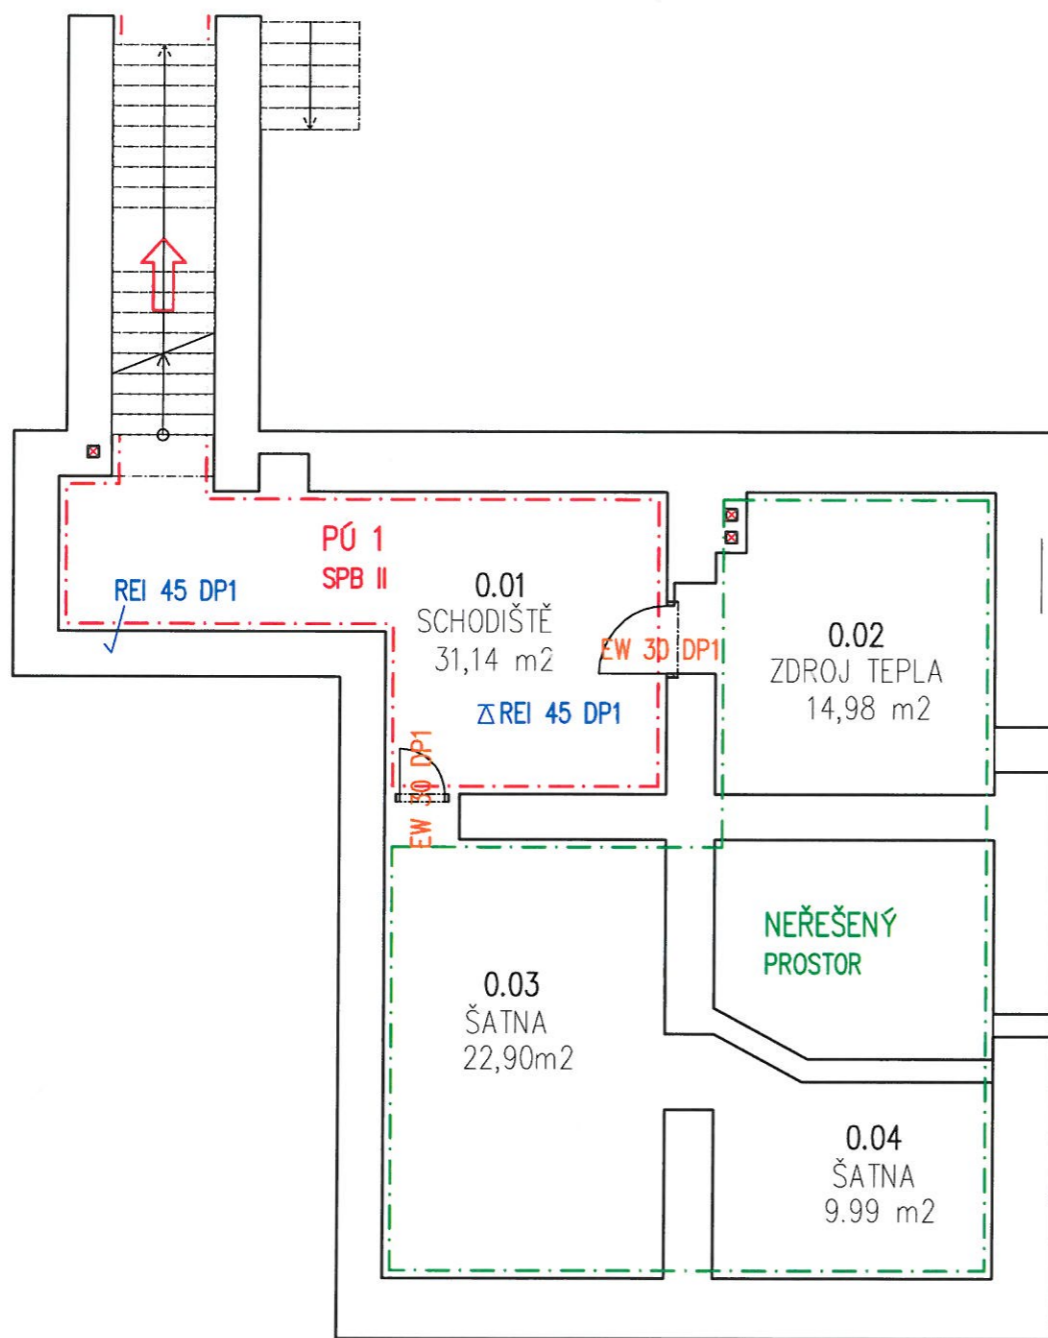 PÚ 1
SPB II
REI 45 DP1
0.01
SCHODIŠTĚ
31,14 m2
EW 30 DP1
0.02
ZDROJ TEPLA
14,98 m2
REI 45 DP1
EW 30 DP1
NEŘEŠENÝ
PROSTOR
0.03
ŠATNA
22,90m2
0.04
ŠATNA
9.99 m2